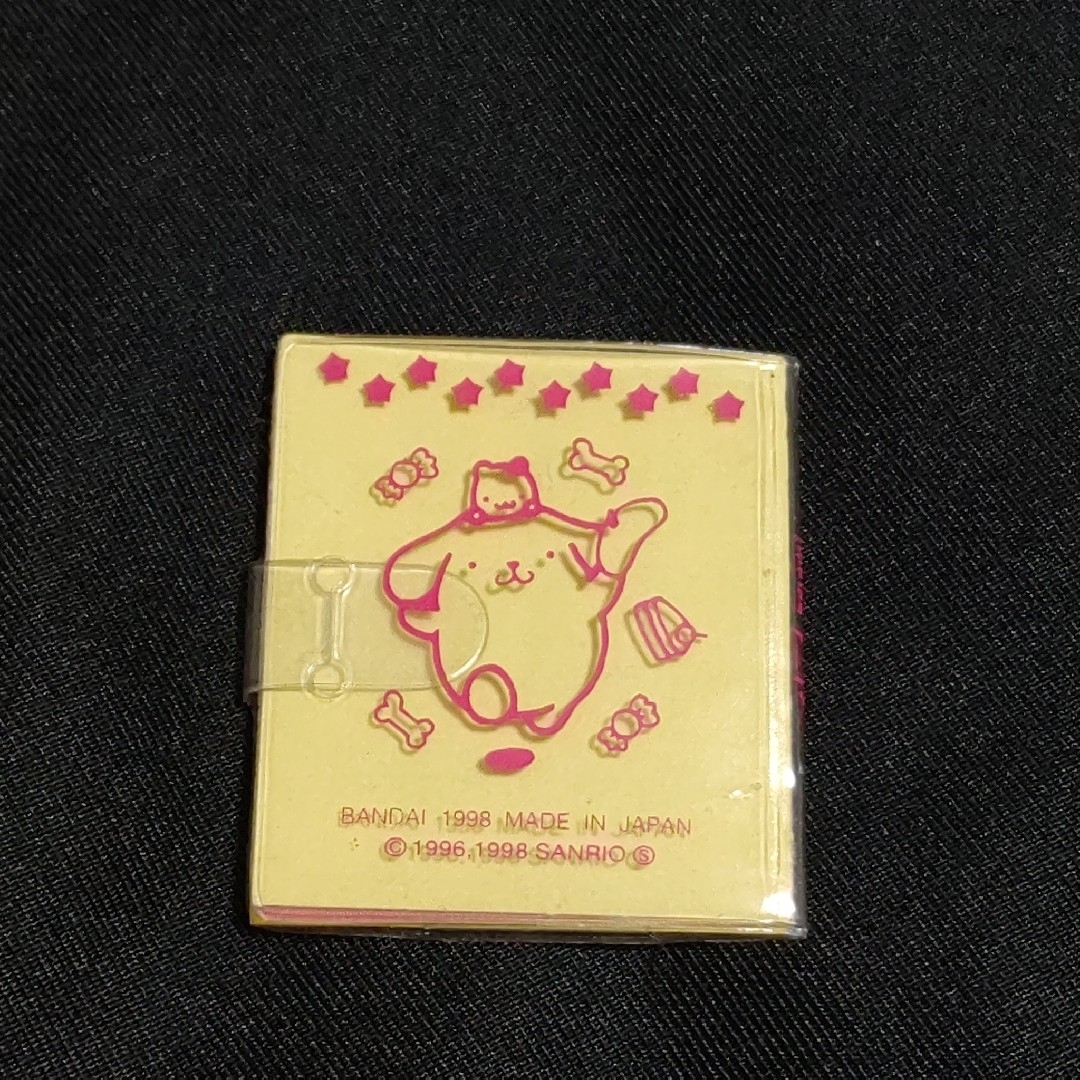 BANDAI 1998 MADE IN JAPAN
© 1996, 1998 SANRIO Ⓢ